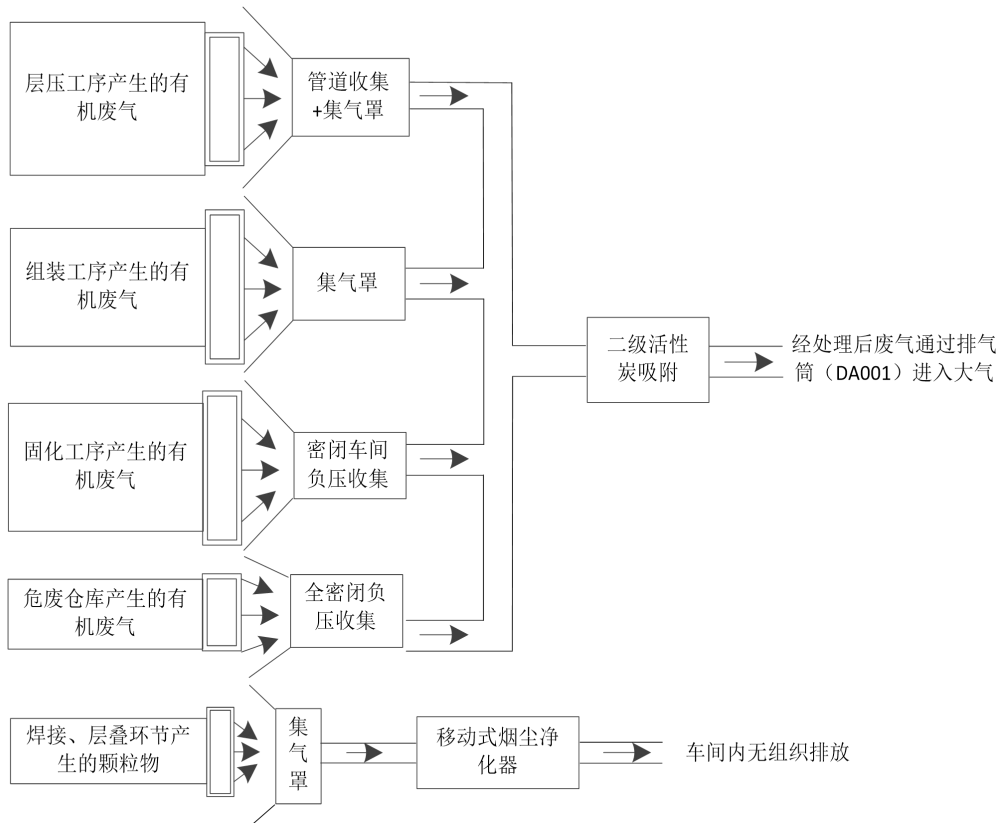 层压工序产生的有
机废气
管道收集
+集气罩
组装工序产生的有
机废气
集气罩
二级活性
炭吸附
经处理后废气通过排气
筒（DA001）进入大气
固化工序产生的有
机废气
密闭车间
负压收集
危废仓库产生的有
机废气
全密闭负
压收集
焊接、层叠环节产
生的颗粒物
集
气
罩
移动式烟尘净
化器
车间内无组织排放